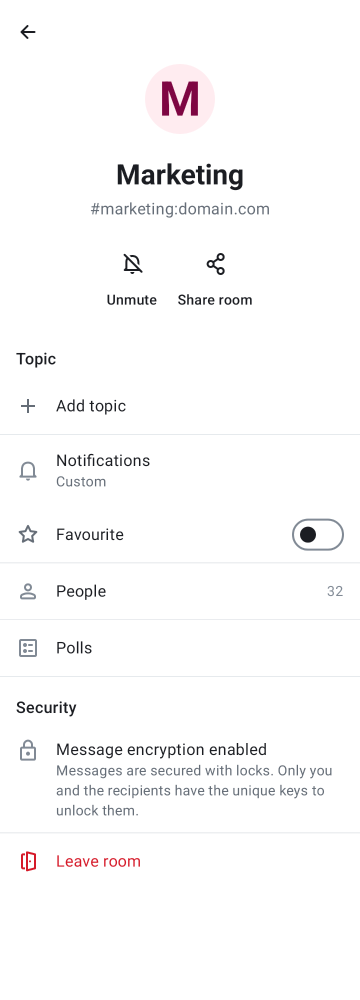 M
Marketing
#marketing:domain.com
Unmute
Share room
Topic
Add topic
Notifications
Custom
Favourite
People
32
Polls
Security
Message encryption enabled
Messages are secured with locks. Only you
and the recipients have the unique keys to
unlock them.
Leave room